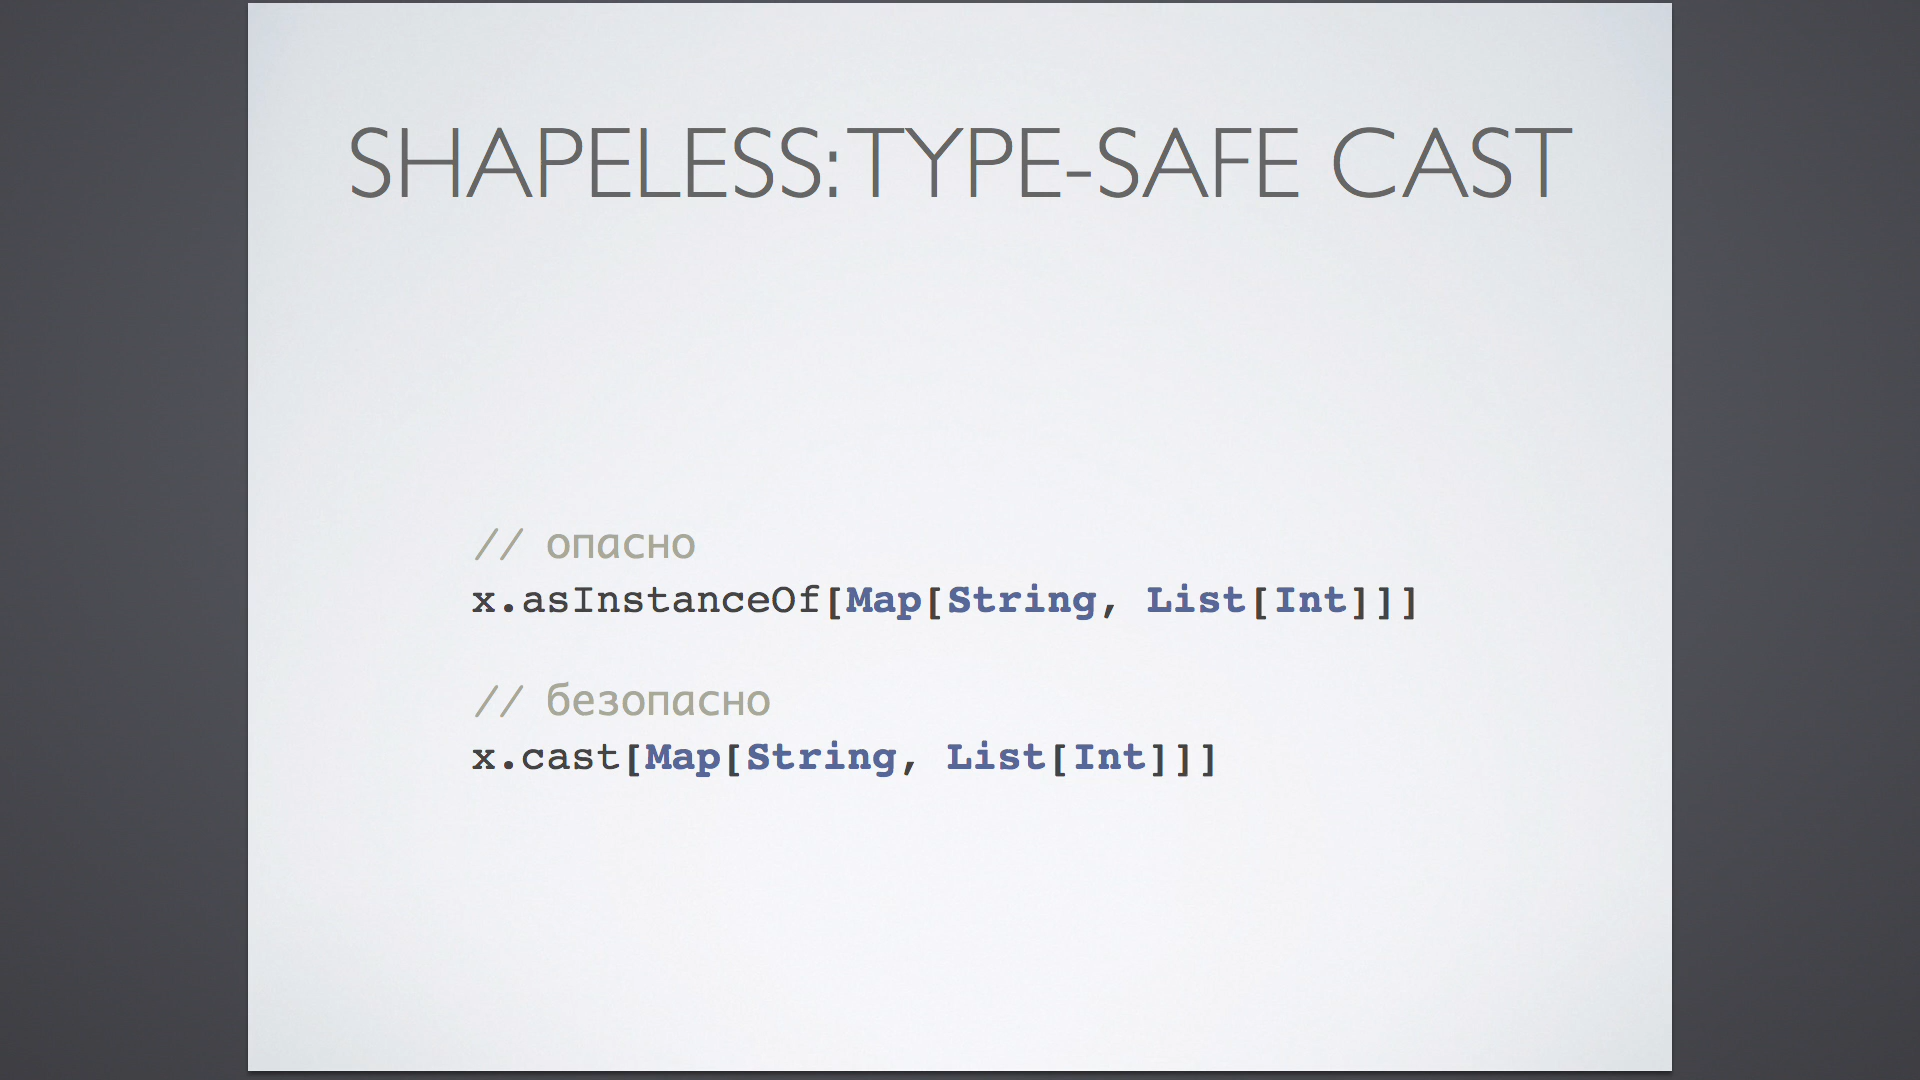 SHAPELESS: TYPE-SAFE CAST
// опасно
x.asInstanceOf[Map[String, List[Int]]]
// безопасно
x.cast[Map[String, List[Int]]]